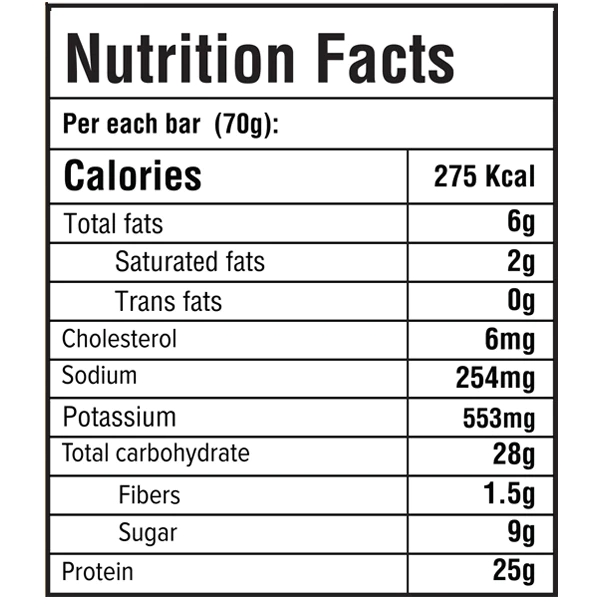 Nutrition Facts
Per each bar (70g):
Calories 275 Kcal
Total fats 6g
Saturated fats 2g
Trans fats 0g
Cholesterol 6mg
Sodium 254mg
Potassium 553mg
Total carbohydrate 28g
Fibers 1.5g
Sugar 9g
Protein 25g